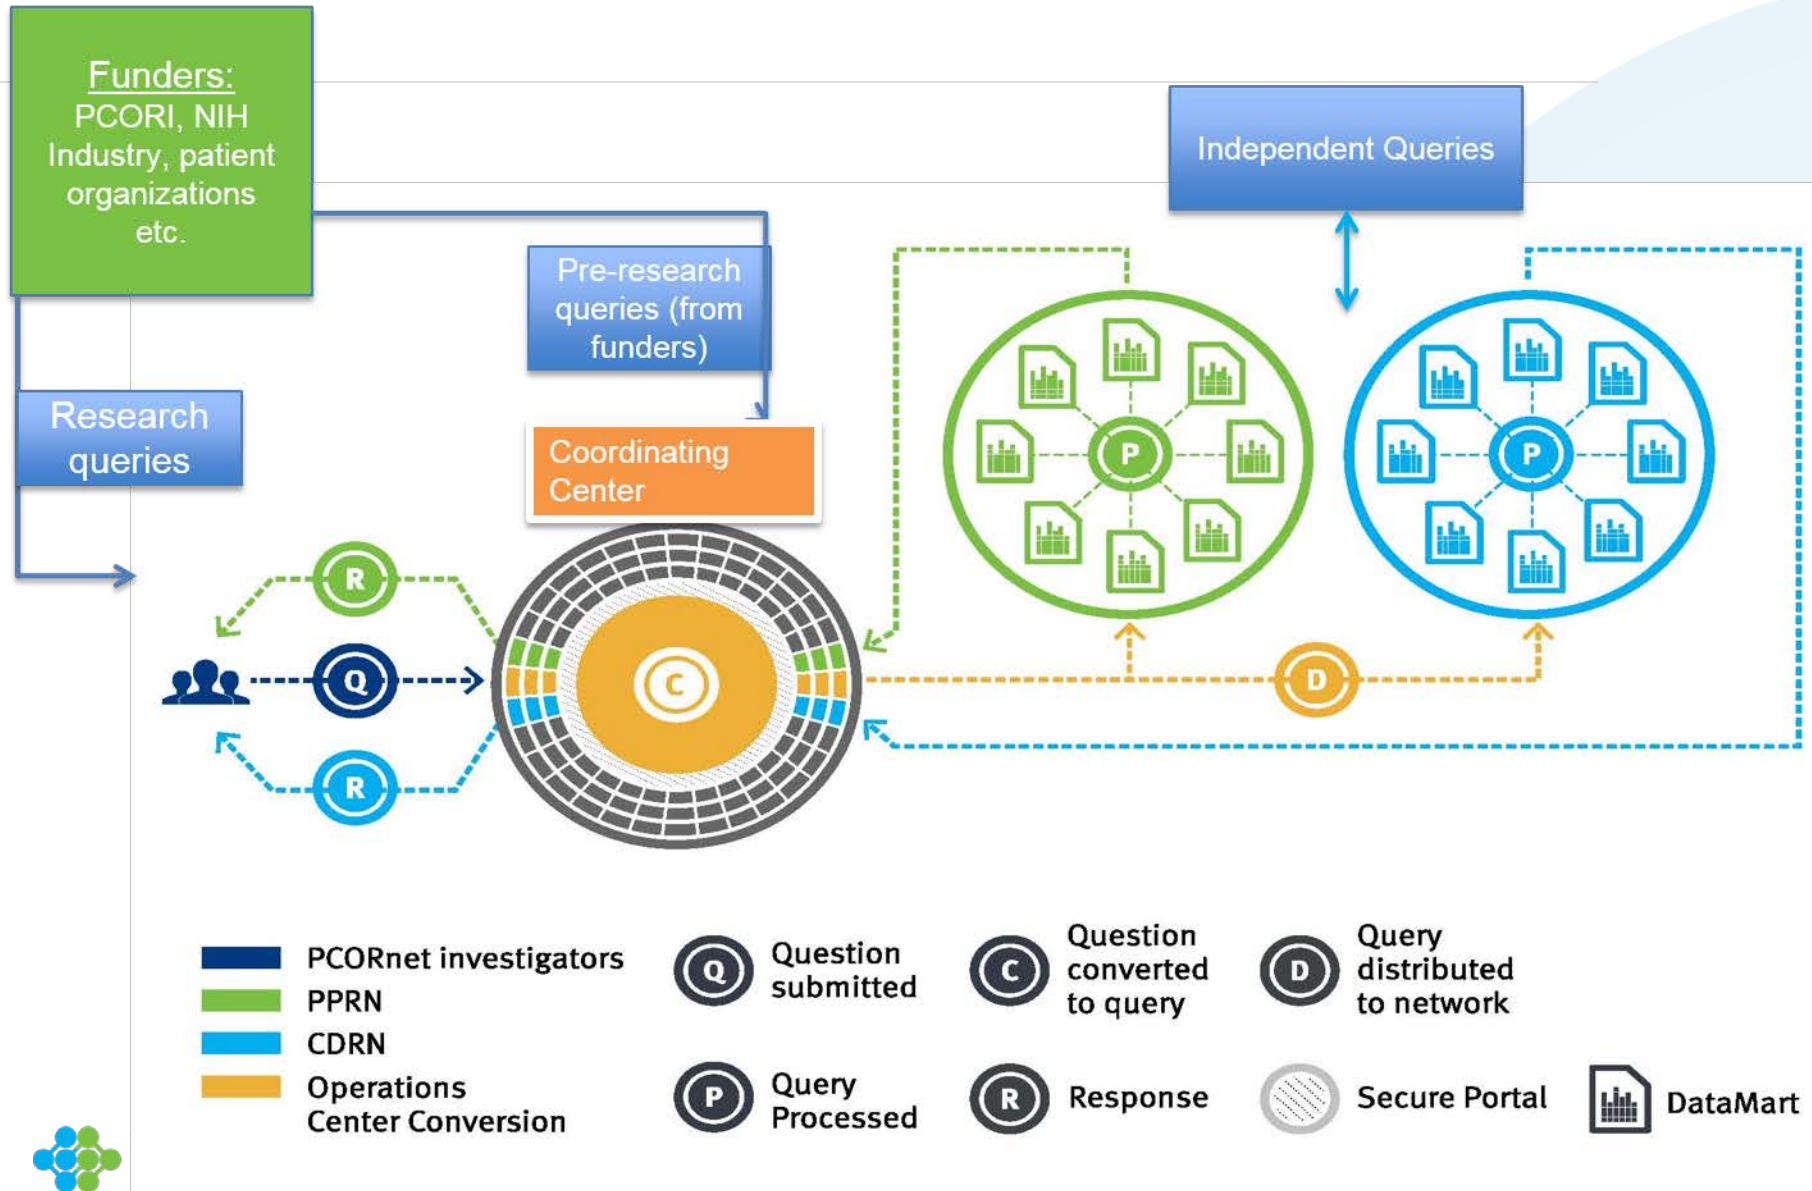 Funders:
PCORI, NIH
Industry, patient
organizations
etc.
Independent Queries
Pre-research
queries (from
funders)
Research
queries
Coordinating
Center
P
P
R
Q
C
D
R
PCORnet investigators
PPRN
CDRN
Operations
Center Conversion
Q
Question
submitted
C
Question
converted
to query
D
Query
distributed
to network
P
Query
Processed
R
Response
Secure Portal
DataMart